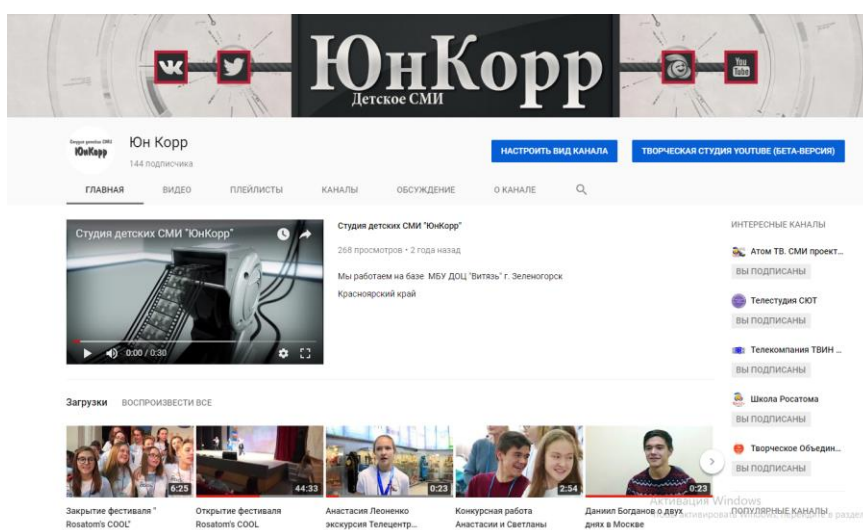 ЮнКорр
Детское СМИ
You
Tube
ЮнКорр
Юн Корр
144 подписчика
НАСТРОИТЬ ВИД КАНАЛА
ТВОРЧЕСКАЯ СТУДИЯ YOUTUBE (БЕТА-ВЕРСИЯ)
ГЛАВНАЯ ВИДЕО ПЛЕЙЛИСТЫ КАНАЛЫ ОБСУЖДЕНИЕ О КАНАЛЕ
Студия детских СМИ "ЮнКорр"
0:00 / 0:30
Студия детских СМИ "ЮнКорр"
268 просмотров • 2 года назад
Мы работаем на базе МБУ ДОЦ "Витязь" г. Зеленогорск
Красноярский край
ИНТЕРЕСНЫЕ КАНАЛЫ
Атом ТВ. СМИ проект...
ВЫ ПОДПИСАНЫ
Телестудия СЮТ
ВЫ ПОДПИСАНЫ
Телекомпания ТВИН ...
ВЫ ПОДПИСАНЫ
Школа Росатома
ВЫ ПОДПИСАНЫ
Творческое Объедин...
ВЫ ПОДПИСАНЫ
ПОПУЛЯРНЫЕ КАНАЛЫ
Загрузки ВОСПРОИЗВЕСТИ ВСЕ
6:25
44:33
0:23
2:54
0:23
Закрытие фестиваля "
Rosatom's COOL"
Открытие фестиваля
Rosatom's COOL
Анастасия Леоненко
экскурсия Телецентр...
Конкурсная работа
Анастасии и Светланы
Даниил Богданов о двух
днях в Москве
Активация Windows